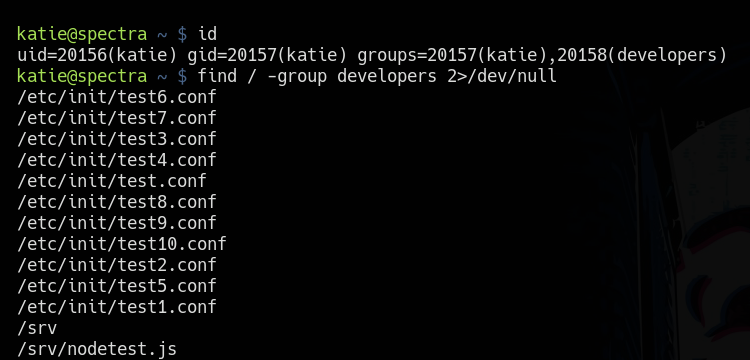 katie@spectra ~ $ id
uid=20156(katie) gid=20157(katie) groups=20157(katie),20158(developers)
katie@spectra ~ $ find / -group developers 2>/dev/null
/etc/init/test6.conf
/etc/init/test7.conf
/etc/init/test3.conf
/etc/init/test4.conf
/etc/init/test.conf
/etc/init/test8.conf
/etc/init/test9.conf
/etc/init/test10.conf
/etc/init/test2.conf
/etc/init/test5.conf
/etc/init/test1.conf
/srv
/srv/nodetest.js